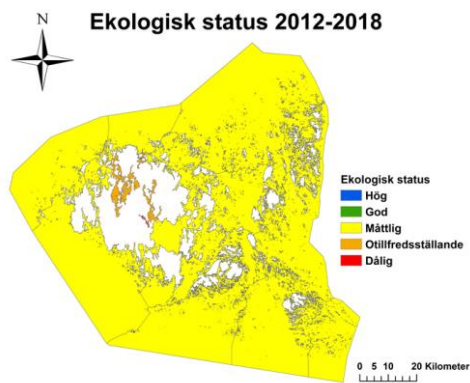 Ekologisk status 2012-2018
N
Ekologisk status
Hög
God
Måttlig
Otillfredsställande
Dålig
0 5 10 20 Kilometer